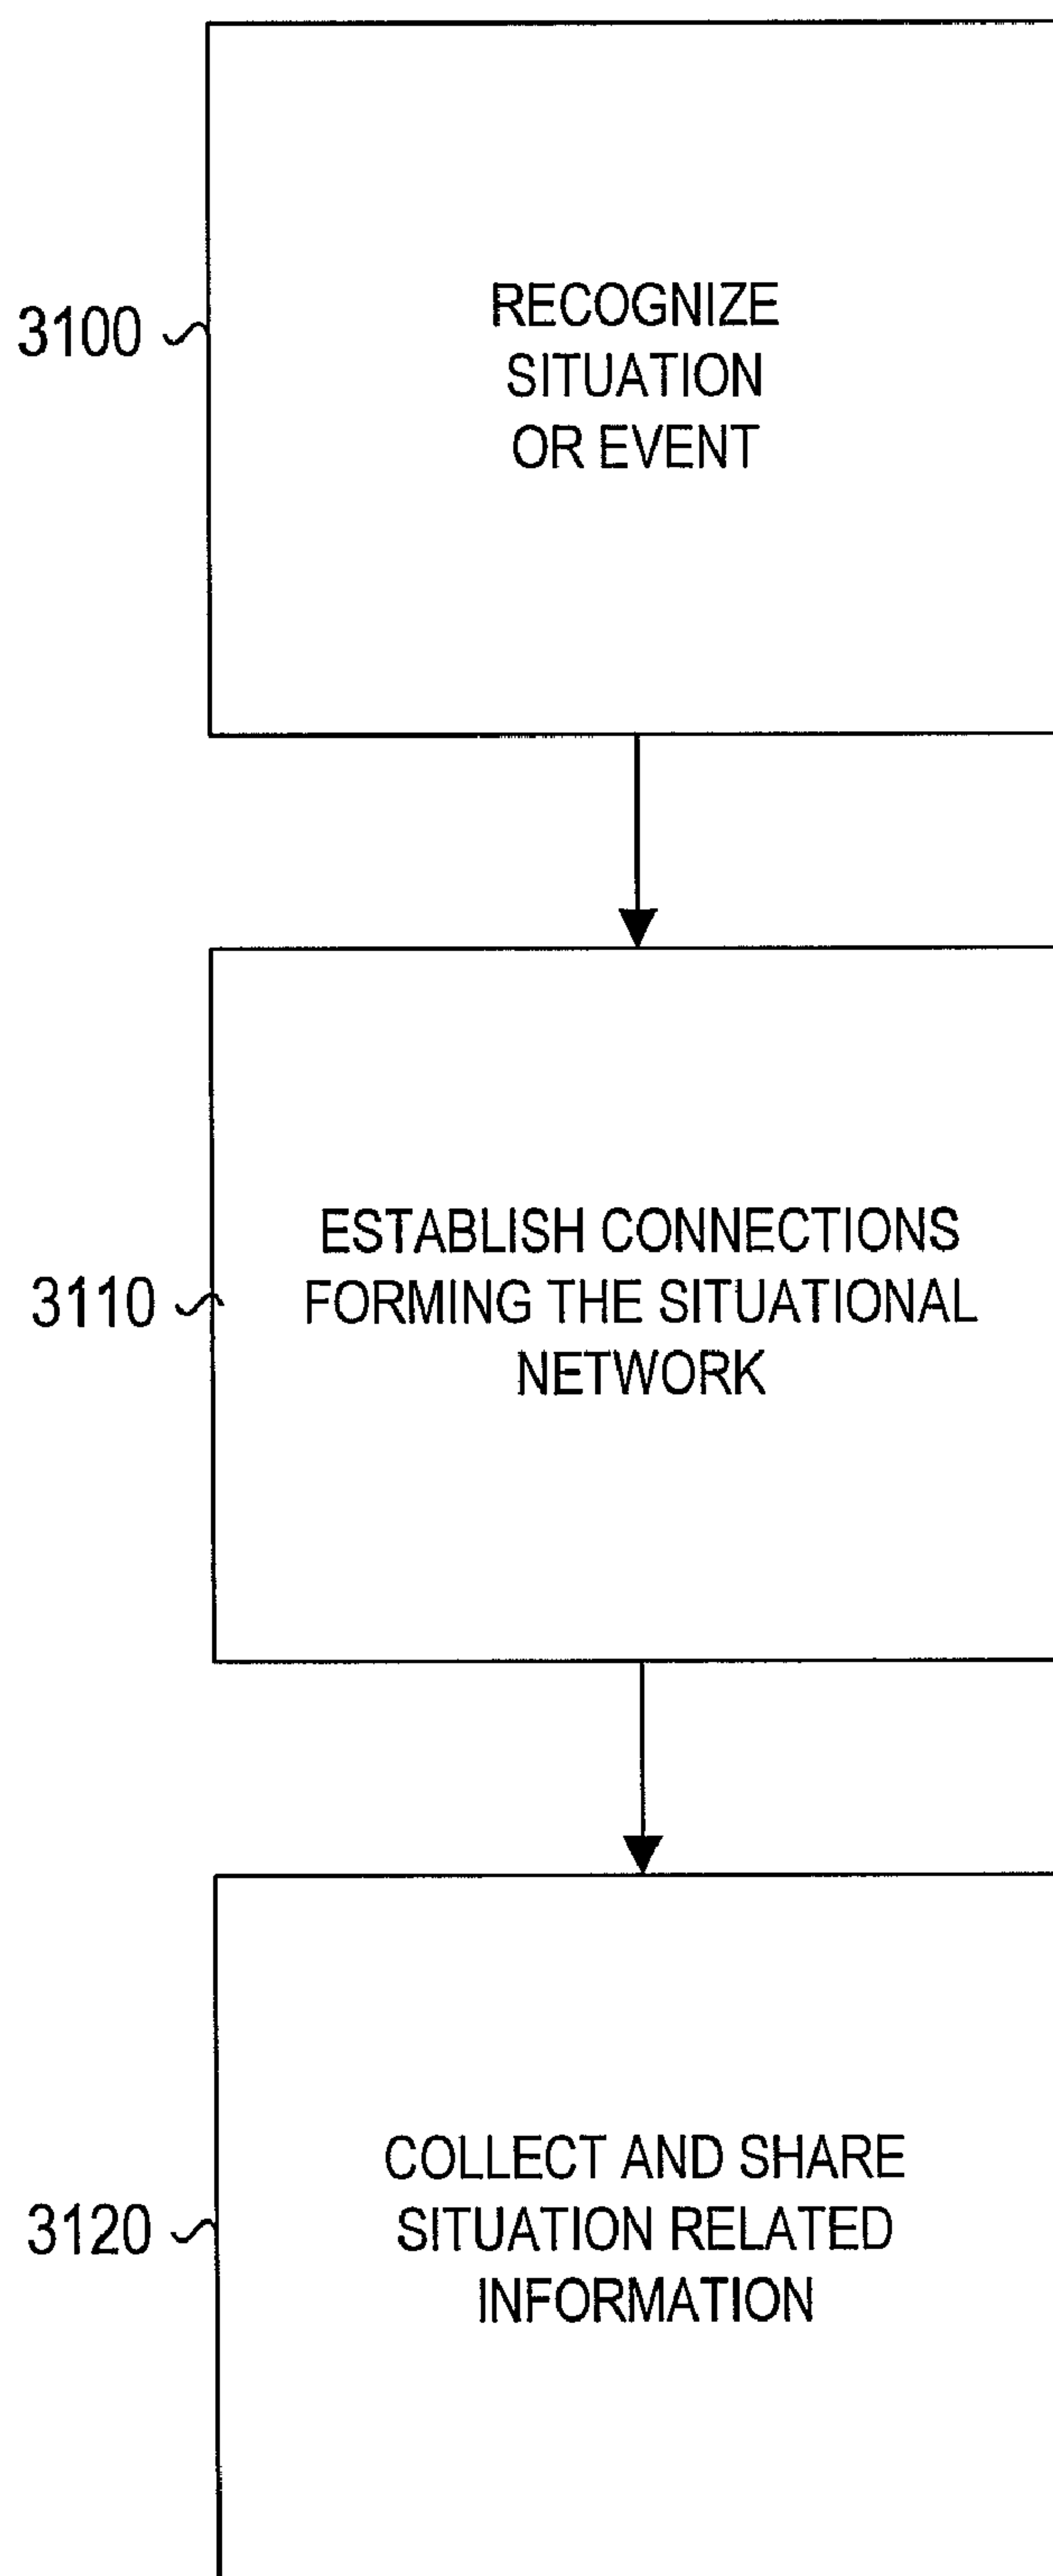 3100
RECOGNIZE
SITUATION
OR EVENT
3110
ESTABLISH CONNECTIONS
FORMING THE SITUATIONAL
NETWORK
3120
COLLECT AND SHARE
SITUATION RELATED
INFORMATION